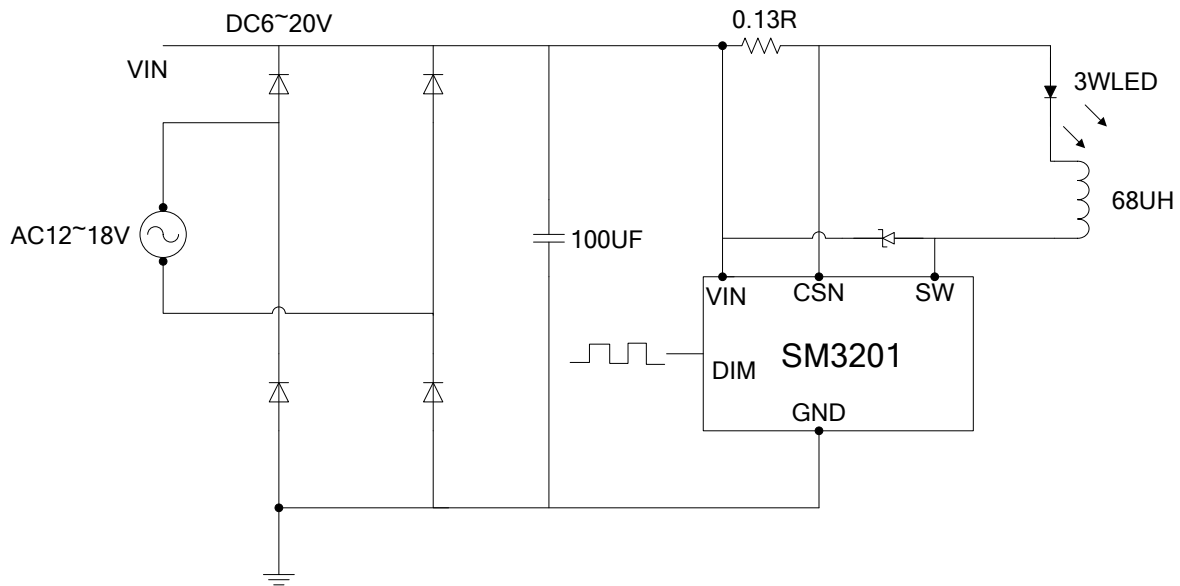 DC6~20V
0.13R
VIN
3WLED
AC12~18V
100UF
68UH
VIN
CSN
SW
SM3201
DIM
GND